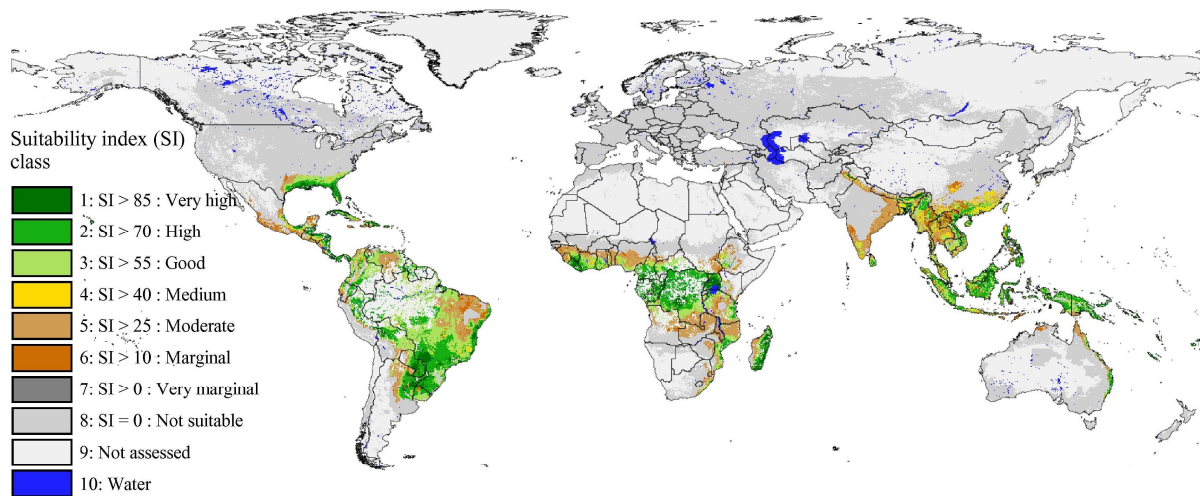 Suitability index (SI)
class
1: SI > 85 : Very high
2: SI > 70 : High
3: SI > 55 : Good
4: SI > 40 : Medium
5: SI > 25 : Moderate
6: SI > 10 : Marginal
7: SI > 0 : Very marginal
8: SI = 0 : Not suitable
9: Not assessed
10: Water